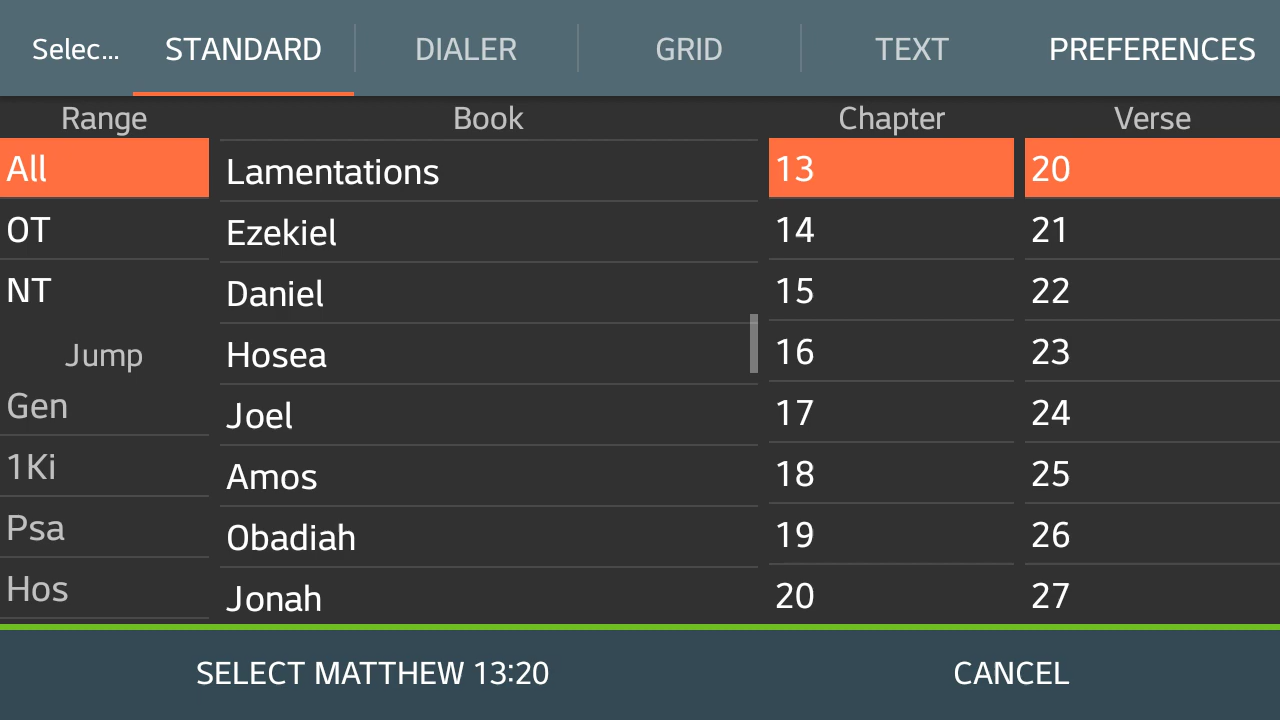 Selec... STANDARD DIALER GRID TEXT PREFERENCES
Range Book Chapter Verse
All Lamentations 13 20
OT Ezekiel 14 21
NT Daniel 15 22
Jump Hosea 16 23
Gen Joel 17 24
1Ki Amos 18 25
Psa Obadiah 19 26
Hos Jonah 20 27
SELECT MATTHEW 13:20 CANCEL